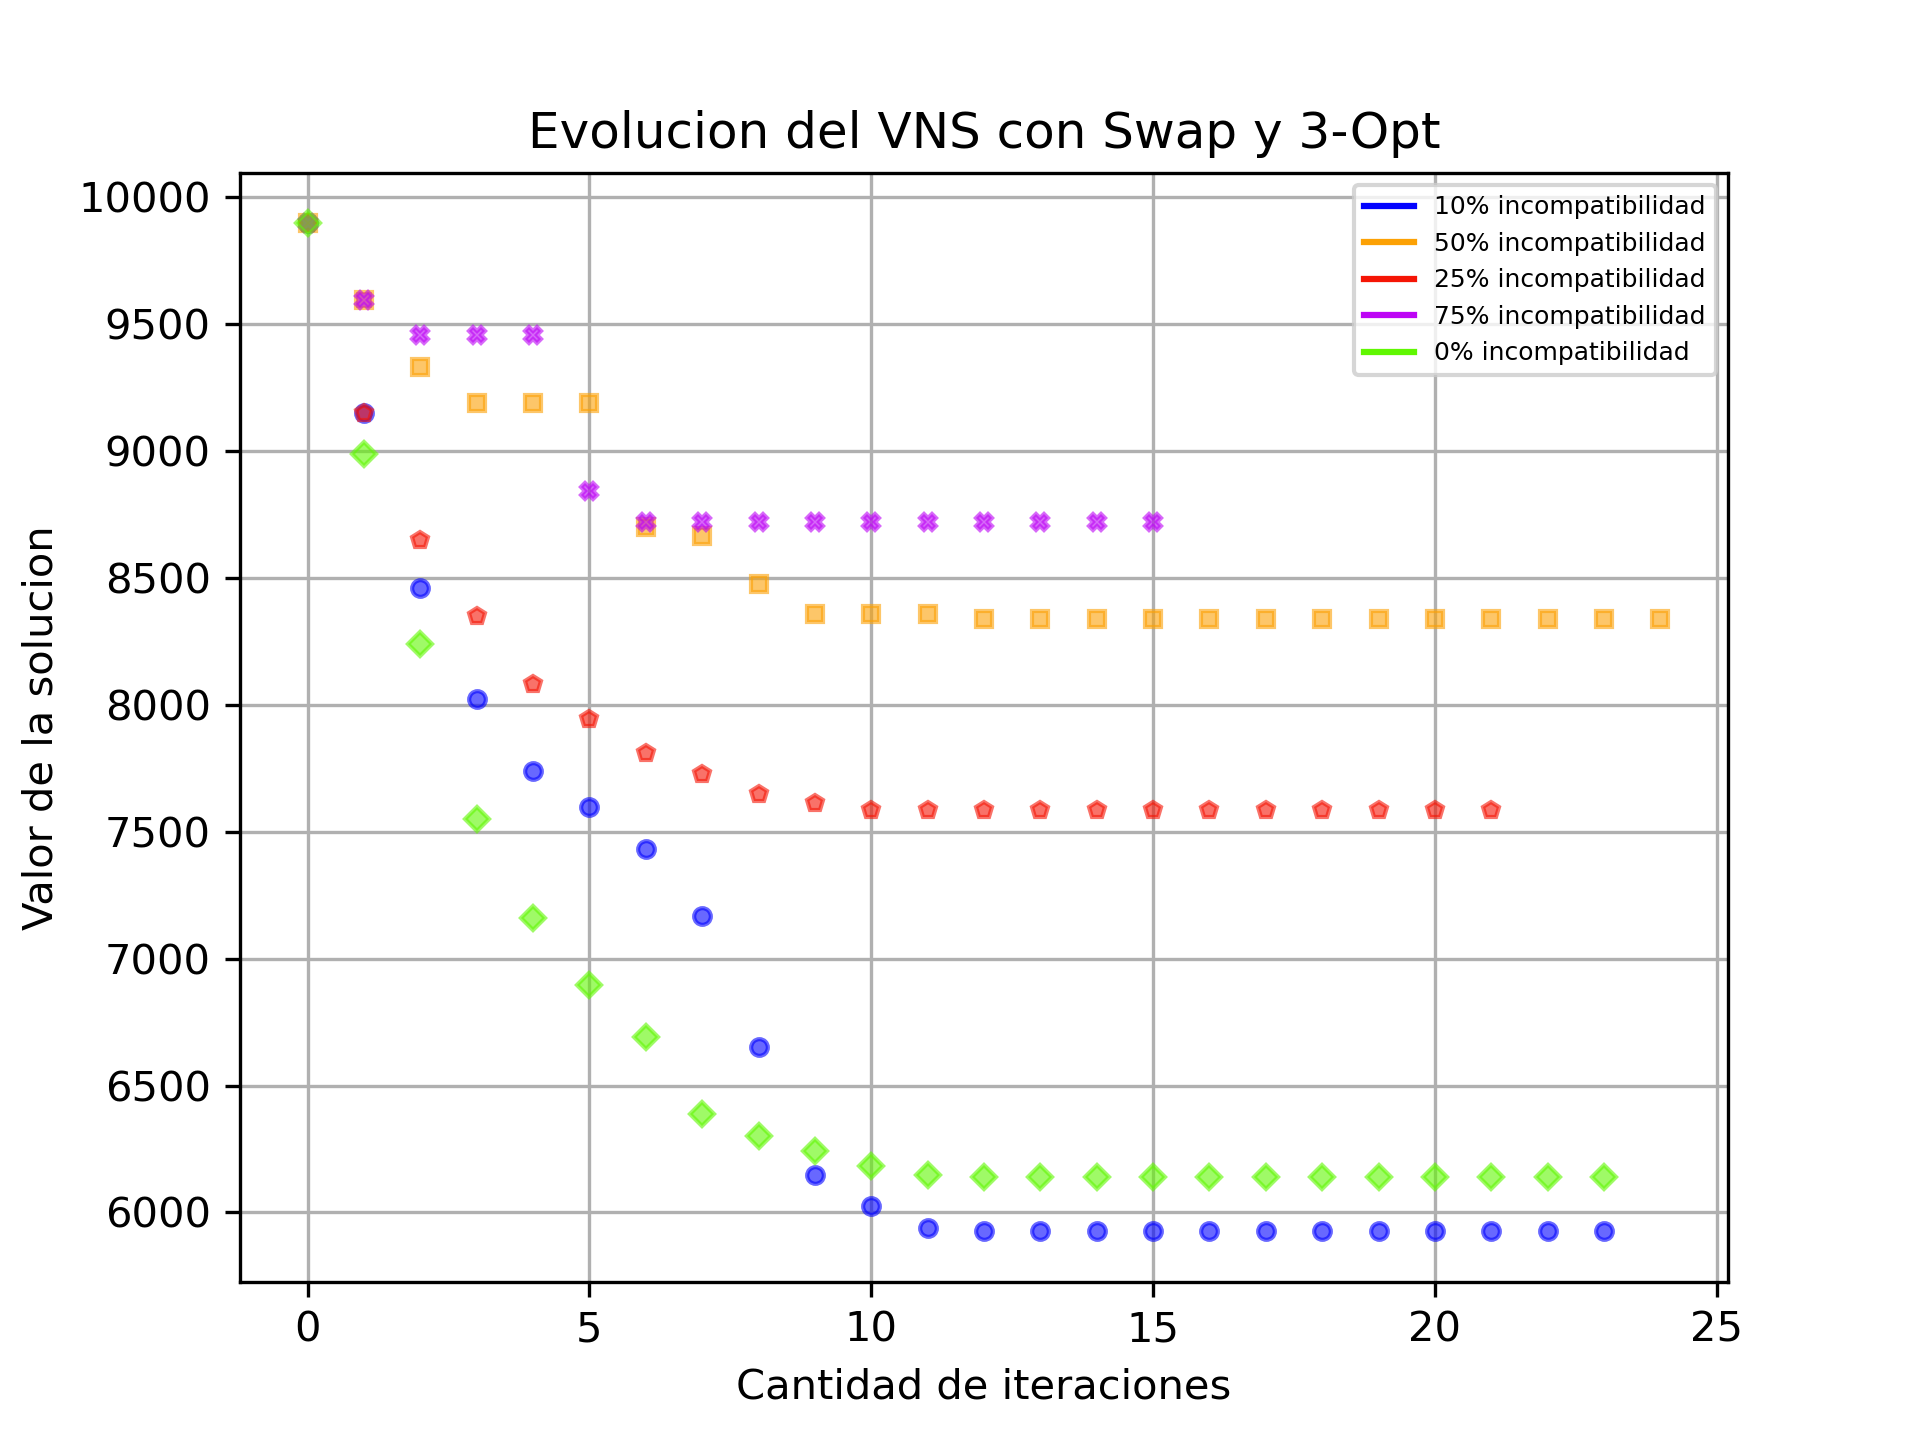 Evolucion del VNS con Swap y 3-Opt
10000
9500
9000
8500
8000
7500
7000
6500
6000
Valor de la solucion
10% incompatibilidad
50% incompatibilidad
25% incompatibilidad
75% incompatibilidad
0% incompatibilidad
0 5 10 15 20 25
Cantidad de iteraciones